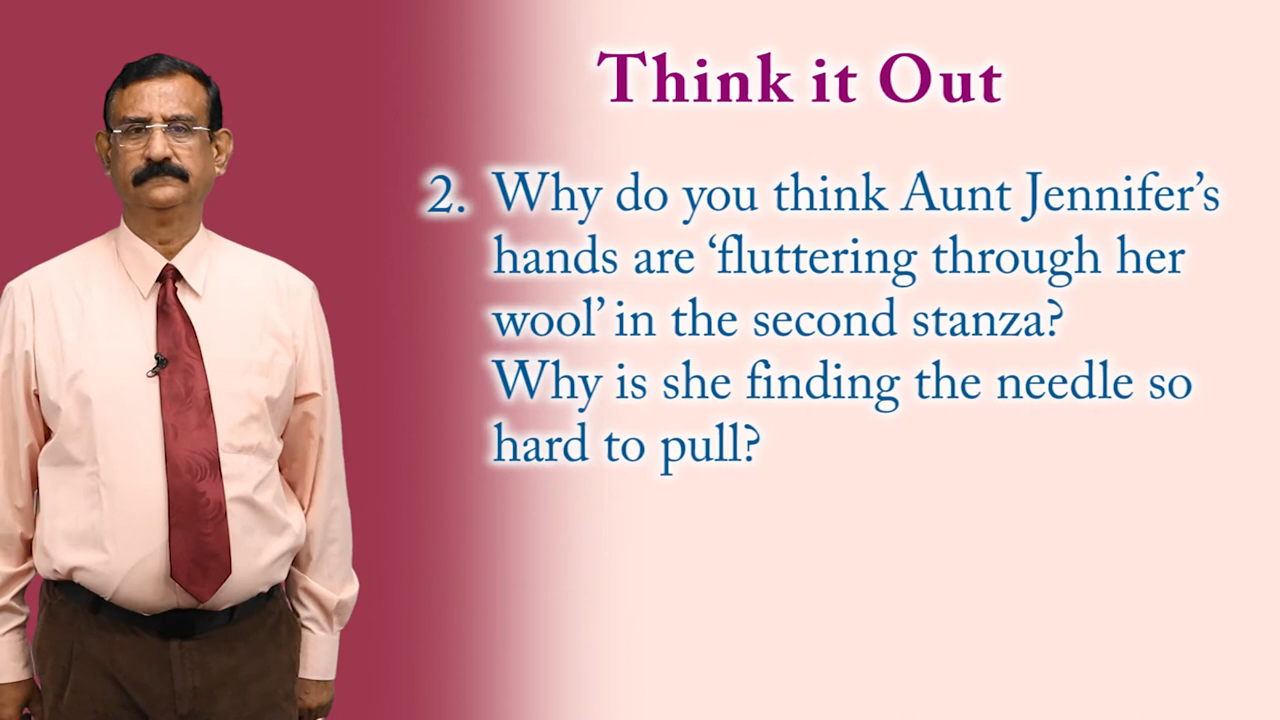 Think it Out
2. Why do you think Aunt Jennifer’s
hands are ‘fluttering through her
wool’ in the second stanza?
Why is she finding the needle so
hard to pull?